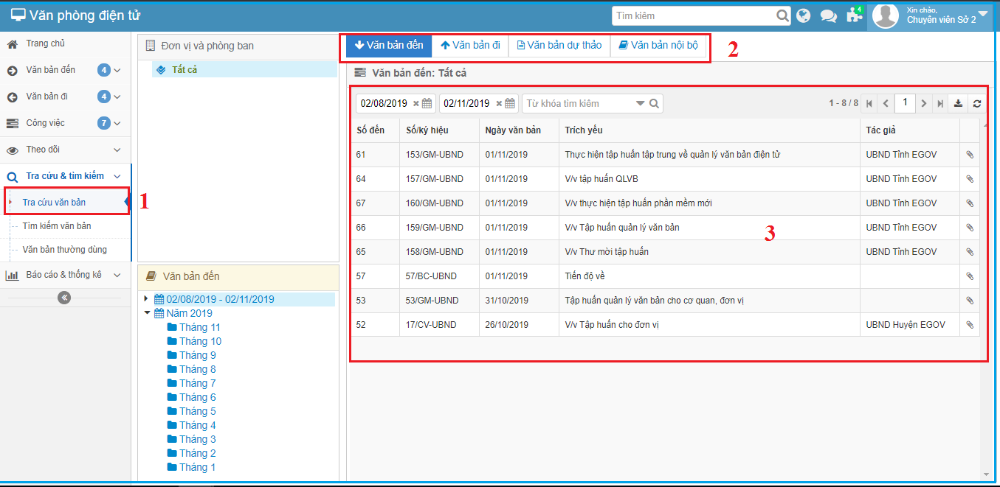 Văn phòng điện tử
Tìm kiếm
4
Xin chào,
Chuyên viên Sở 2
Trang chủ
Văn bản đến 4
Văn bản đi 4
Công việc 7
Theo dõi
Tra cứu & tìm kiếm
Tra cứu văn bản
1
Tìm kiếm văn bản
Văn bản thường dùng
Báo cáo & thống kê
Đơn vị và phòng ban
Tất cả
Văn bản đến
02/08/2019 - 02/11/2019
Năm 2019
Tháng 11
Tháng 10
Tháng 9
Tháng 8
Tháng 7
Tháng 6
Tháng 5
Tháng 4
Tháng 3
Tháng 2
Tháng 1
Văn bản đến Văn bản đi Văn bản dự thảo Văn bản nội bộ
2
Văn bản đến: Tất cả
02/08/2019 02/11/2019 Từ khóa tìm kiếm 1 - 8 / 8 1
Số đến Số/ký hiệu Ngày văn bản Trích yếu Tác giả
61 153/GM-UBND 01/11/2019 Thực hiện tập huấn tập trung về quản lý văn bản điện tử UBND Tỉnh EGOV
64 157/GM-UBND 01/11/2019 V/v tập huấn QLVB UBND Tỉnh EGOV
67 160/GM-UBND 01/11/2019 V/v thực hiện tập huấn phần mềm mới UBND Tỉnh EGOV
66 159/GM-UBND 01/11/2019 V/v Tập huấn quản lý văn bản UBND Tỉnh EGOV
3
65 158/GM-UBND 01/11/2019 V/v Thư mời tập huấn UBND Tỉnh EGOV
57 57/BC-UBND 01/11/2019 Tiến độ về
53 53/GM-UBND 31/10/2019 Tập huấn quản lý văn bản cho cơ quan, đơn vị
52 17/CV-UBND 26/10/2019 V/v Tập huấn cho đơn vị UBND Huyện EGOV